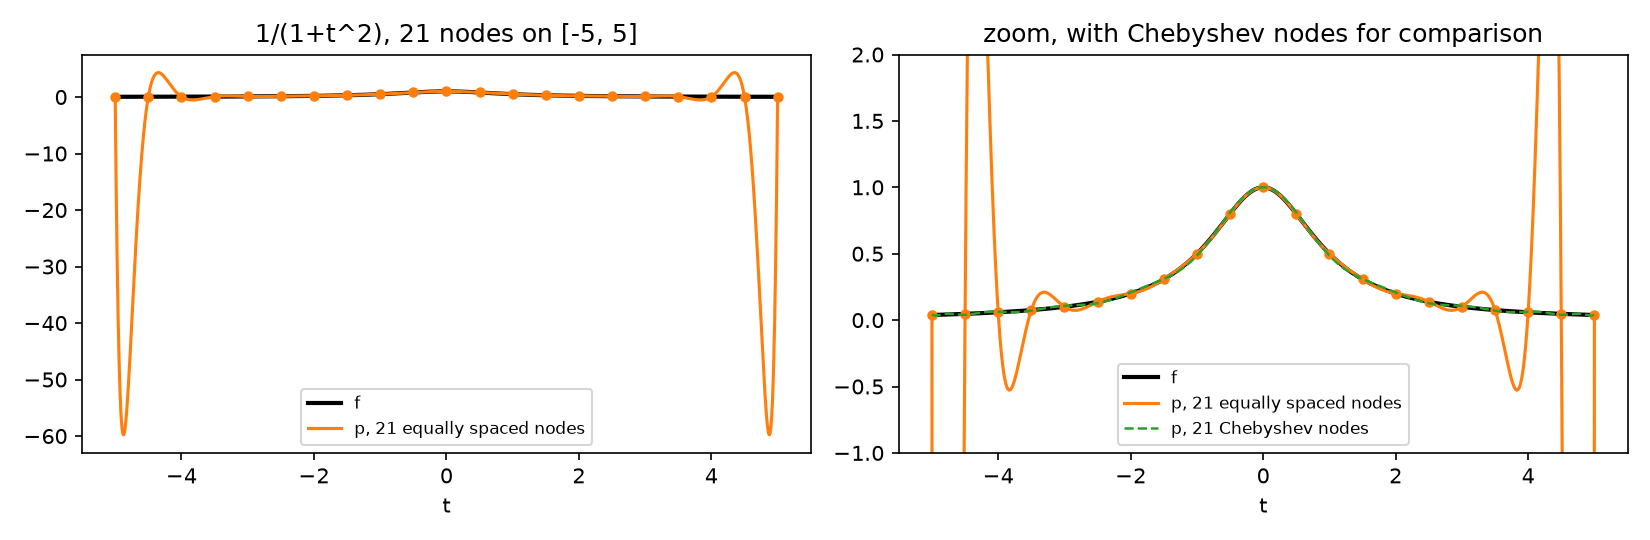 1/(1+t^2), 21 nodes on [-5, 5]
0
−10
−20
−30
−40
−50
−60
f
p, 21 equally spaced nodes
−4
−2
0
2
4
t
zoom, with Chebyshev nodes for comparison
2.0
1.5
1.0
0.5
0.0
−0.5
−1.0
f
p, 21 equally spaced nodes
p, 21 Chebyshev nodes
−4
−2
0
2
4
t